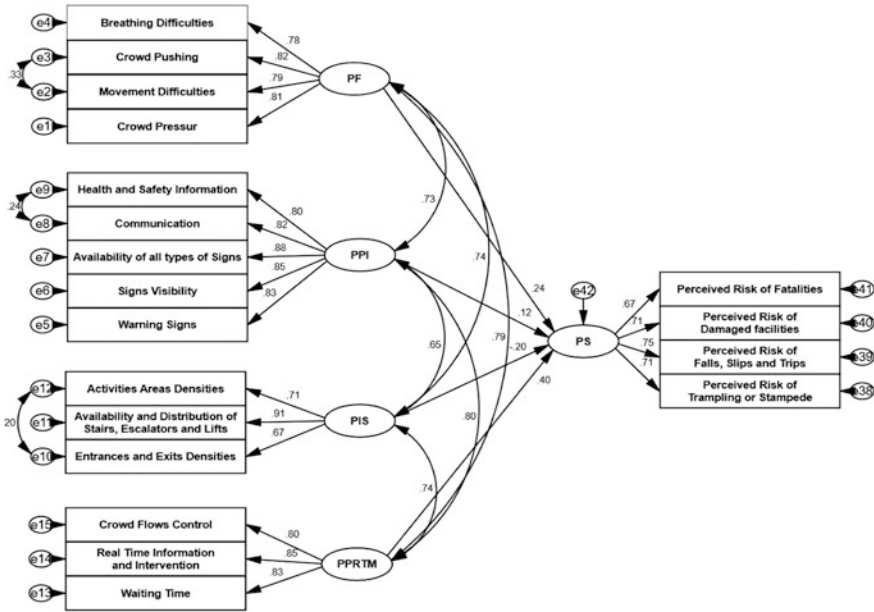 e4 Breathing Difficulties
e3 Crowd Pushing
.33
e2 Movement Difficulties
e1 Crowd Pressur
.78
.82
.79
.81
PF
e9 Health and Safety Information
.24
e8 Communication
e7 Availability of all types of Signs
e6 Signs Visibility
e5 Warning Signs
.80
.82
.88
.85
.83
PPI
e12 Activities Areas Densities
20
e11 Availability and Distribution of
Stairs, Escalators and Lifts
e10 Entrances and Exits Densities
.71
.91
.67
PIS
e15 Crowd Flows Control
e14 Real Time Information
and Intervention
e13 Waiting Time
.80
.85
.83
PPRTM
.73
.74
.65
.79
.80
.74
.24
.12
-.20
.40
e42
PS
.67
.71
.75
.71
Perceived Risk of Fatalities e41
Perceived Risk of
Damaged facilities e40
Perceived Risk of
Falls, Slips and Trips e39
Perceived Risk of
Trampling or Stampede e38